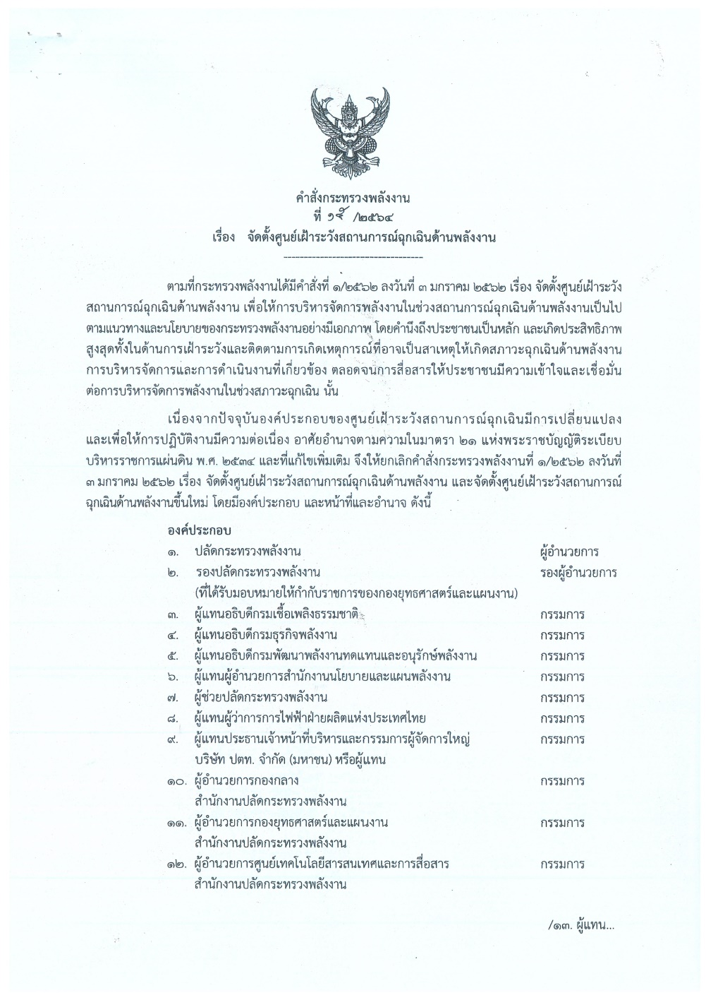 คำสั่งกระทรวงพลังงาน
ที่ /๒๕๖๔
เรื่อง จัดตั้งศูนย์เฝ้าระวังสถานการณ์ฉุกเฉินด้านพลังงาน
----------------------------------
ตามที่กระทรวงพลังงานได้มีคำสั่งที่ ๑/๒๕๖๒ ลงวันที่ ๓ มกราคม ๒๕๖๒ เรื่อง จัดตั้งศูนย์เฝ้าระวัง
สถานการณ์ฉุกเฉินด้านพลังงาน เพื่อให้การบริหารจัดการพลังงานในช่วงสถานการณ์ฉุกเฉินด้านพลังงานเป็นไป
ตามแนวทางและนโยบายของกระทรวงพลังงานอย่างมีเอกภาพ โดยคำนึงถึงประชาชนเป็นหลัก และเกิดประสิทธิภาพ
สูงสุดทั้งในด้านการเฝ้าระวังและติดตามการเกิดเหตุการณ์ที่อาจเป็นสาเหตุให้เกิดสภาวะฉุกเฉินด้านพลังงาน
การบริหารจัดการและการดำเนินงานที่เกี่ยวข้อง ตลอดจนการสื่อสารให้ประชาชนมีความเข้าใจและเชื่อมั่น
ต่อการบริหารจัดการพลังงานในช่วงสภาวะฉุกเฉิน นั้น
เนื่องจากปัจจุบันองค์ประกอบของศูนย์เฝ้าระวังสถานการณ์ฉุกเฉินมีการเปลี่ยนแปลง
และเพื่อให้การปฏิบัติงานมีความต่อเนื่อง อาศัยอำนาจตามความในมาตรา ๒๑ แห่งพระราชบัญญัติระเบียบ
บริหารราชการแผ่นดิน พ.ศ. ๒๕๓๔ และที่แก้ไขเพิ่มเติม จึงให้ยกเลิกคำสั่งกระทรวงพลังงานที่ ๑/๒๕๖๒ ลงวันที่
๓ มกราคม ๒๕๖๒ เรื่อง จัดตั้งศูนย์เฝ้าระวังสถานการณ์ฉุกเฉินด้านพลังงาน และจัดตั้งศูนย์เฝ้าระวังสถานการณ์
ฉุกเฉินด้านพลังงานขึ้นใหม่ โดยมีองค์ประกอบ และหน้าที่และอำนาจ ดังนี้
องค์ประกอบ
๑. ปลัดกระทรวงพลังงาน ผู้อำนวยการ
๒. รองปลัดกระทรวงพลังงาน รองผู้อำนวยการ
(ที่ได้รับมอบหมายให้กำกับราชการของกองยุทธศาสตร์และแผนงาน)
๓. ผู้แทนอธิบดีกรมเชื้อเพลิงธรรมชาติ กรรมการ
๔. ผู้แทนอธิบดีกรมธุรกิจพลังงาน กรรมการ
๕. ผู้แทนอธิบดีกรมพัฒนาพลังงานทดแทนและอนุรักษ์พลังงาน กรรมการ
๖. ผู้แทนผู้อำนวยการสำนักงานนโยบายและแผนพลังงาน กรรมการ
๗. ผู้ช่วยปลัดกระทรวงพลังงาน กรรมการ
๘. ผู้แทนผู้ว่าการการไฟฟ้าฝ่ายผลิตแห่งประเทศไทย กรรมการ
๙. ผู้แทนประธานเจ้าหน้าที่บริหารและกรรมการผู้จัดการใหญ่ กรรมการ
บริษัท ปตท. จำกัด (มหาชน) หรือผู้แทน
๑๐. ผู้อำนวยการกองกลาง กรรมการ
สำนักงานปลัดกระทรวงพลังงาน
๑๑. ผู้อำนวยการกองยุทธศาสตร์และแผนงาน กรรมการ
สำนักงานปลัดกระทรวงพลังงาน
๑๒. ผู้อำนวยการศูนย์เทคโนโลยีสารสนเทศและการสื่อสาร กรรมการ
สำนักงานปลัดกระทรวงพลังงาน
/๑๓. ผู้แทน...